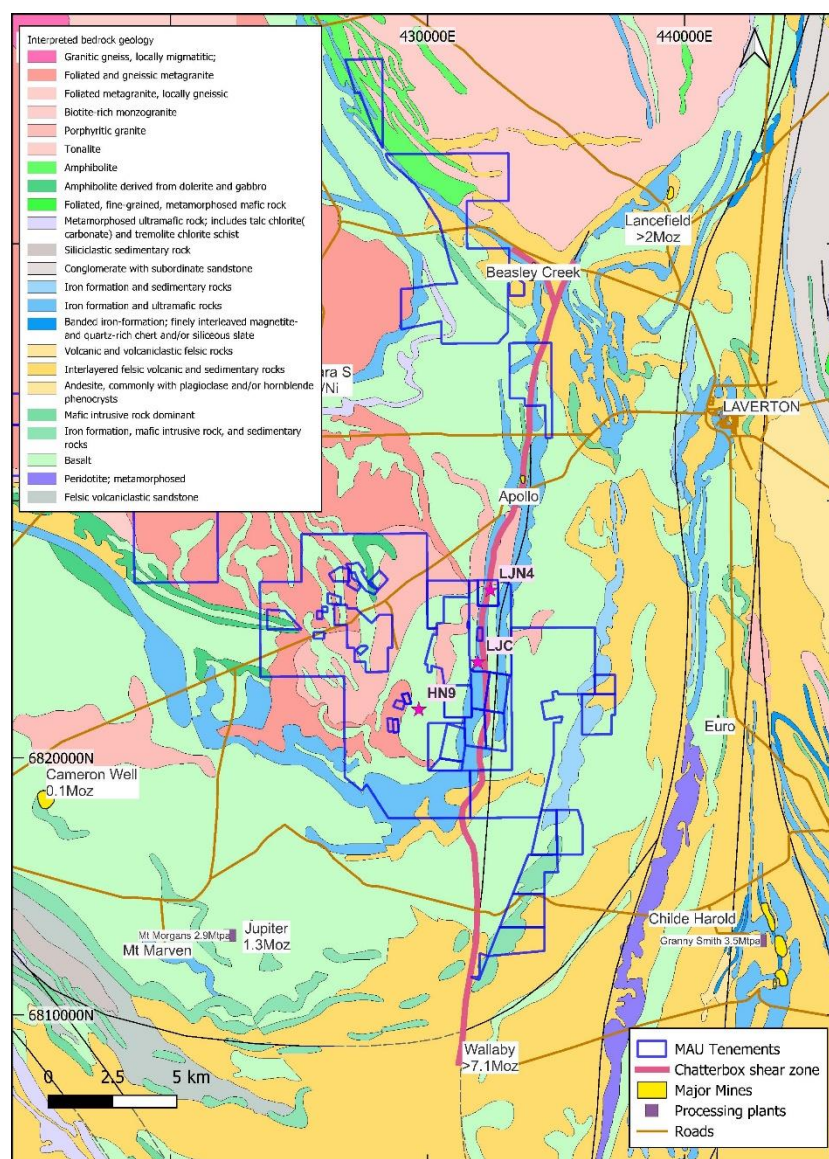 430000E
440000E
Interpreted bedrock geology
Granitic gneiss, locally migmatitic;
Foliated and gneissic metagranite
Foliated metagranite, locally gneissic
Biotite-rich monzogranite
Porphyritic granite
Tonalite
Amphibolite
Amphibolite derived from dolerite and gabbro
Foliated, fine-grained, metamorphosed mafic rock
Metamorphosed ultramafic rock; includes talc chlorite(
carbonate) and tremolite chlorite schist
Siliciclastic sedimentary rock
Conglomerate with subordinate sandstone
Iron formation and sedimentary rocks
Iron formation and ultramafic rocks
Banded iron-formation; finely interleaved magnetite-
and quartz-rich chert and/or siliceous slate
Volcanic and volcaniclastic felsic rocks
Interlayered felsic volcanic and sedimentary rocks
Andesite, commonly with plagioclase and/or hornblende
phenocrysts
Mafic intrusive rock dominant
Iron formation, mafic intrusive rock, and sedimentary
rocks
Basalt
Peridotite; metamorphosed
Felsic volcaniclastic sandstone
Lancefield
>2Moz
Beasley Creek
ara S
/Ni
LAVERTON
Apollo
LJN4
LJC
HN9
Euro
6820000N
Cameron Well
0.1Moz
Childe Harold
Granny Smith 3.5Mtpa
Mt Morgans 2.9Mtpa
Jupiter
1.3Moz
Mt Marven
6810000N
Wallaby
>7.1Moz
0 2.5 5 km
MAU Tenements
Chatterbox shear zone
Major Mines
Processing plants
Roads